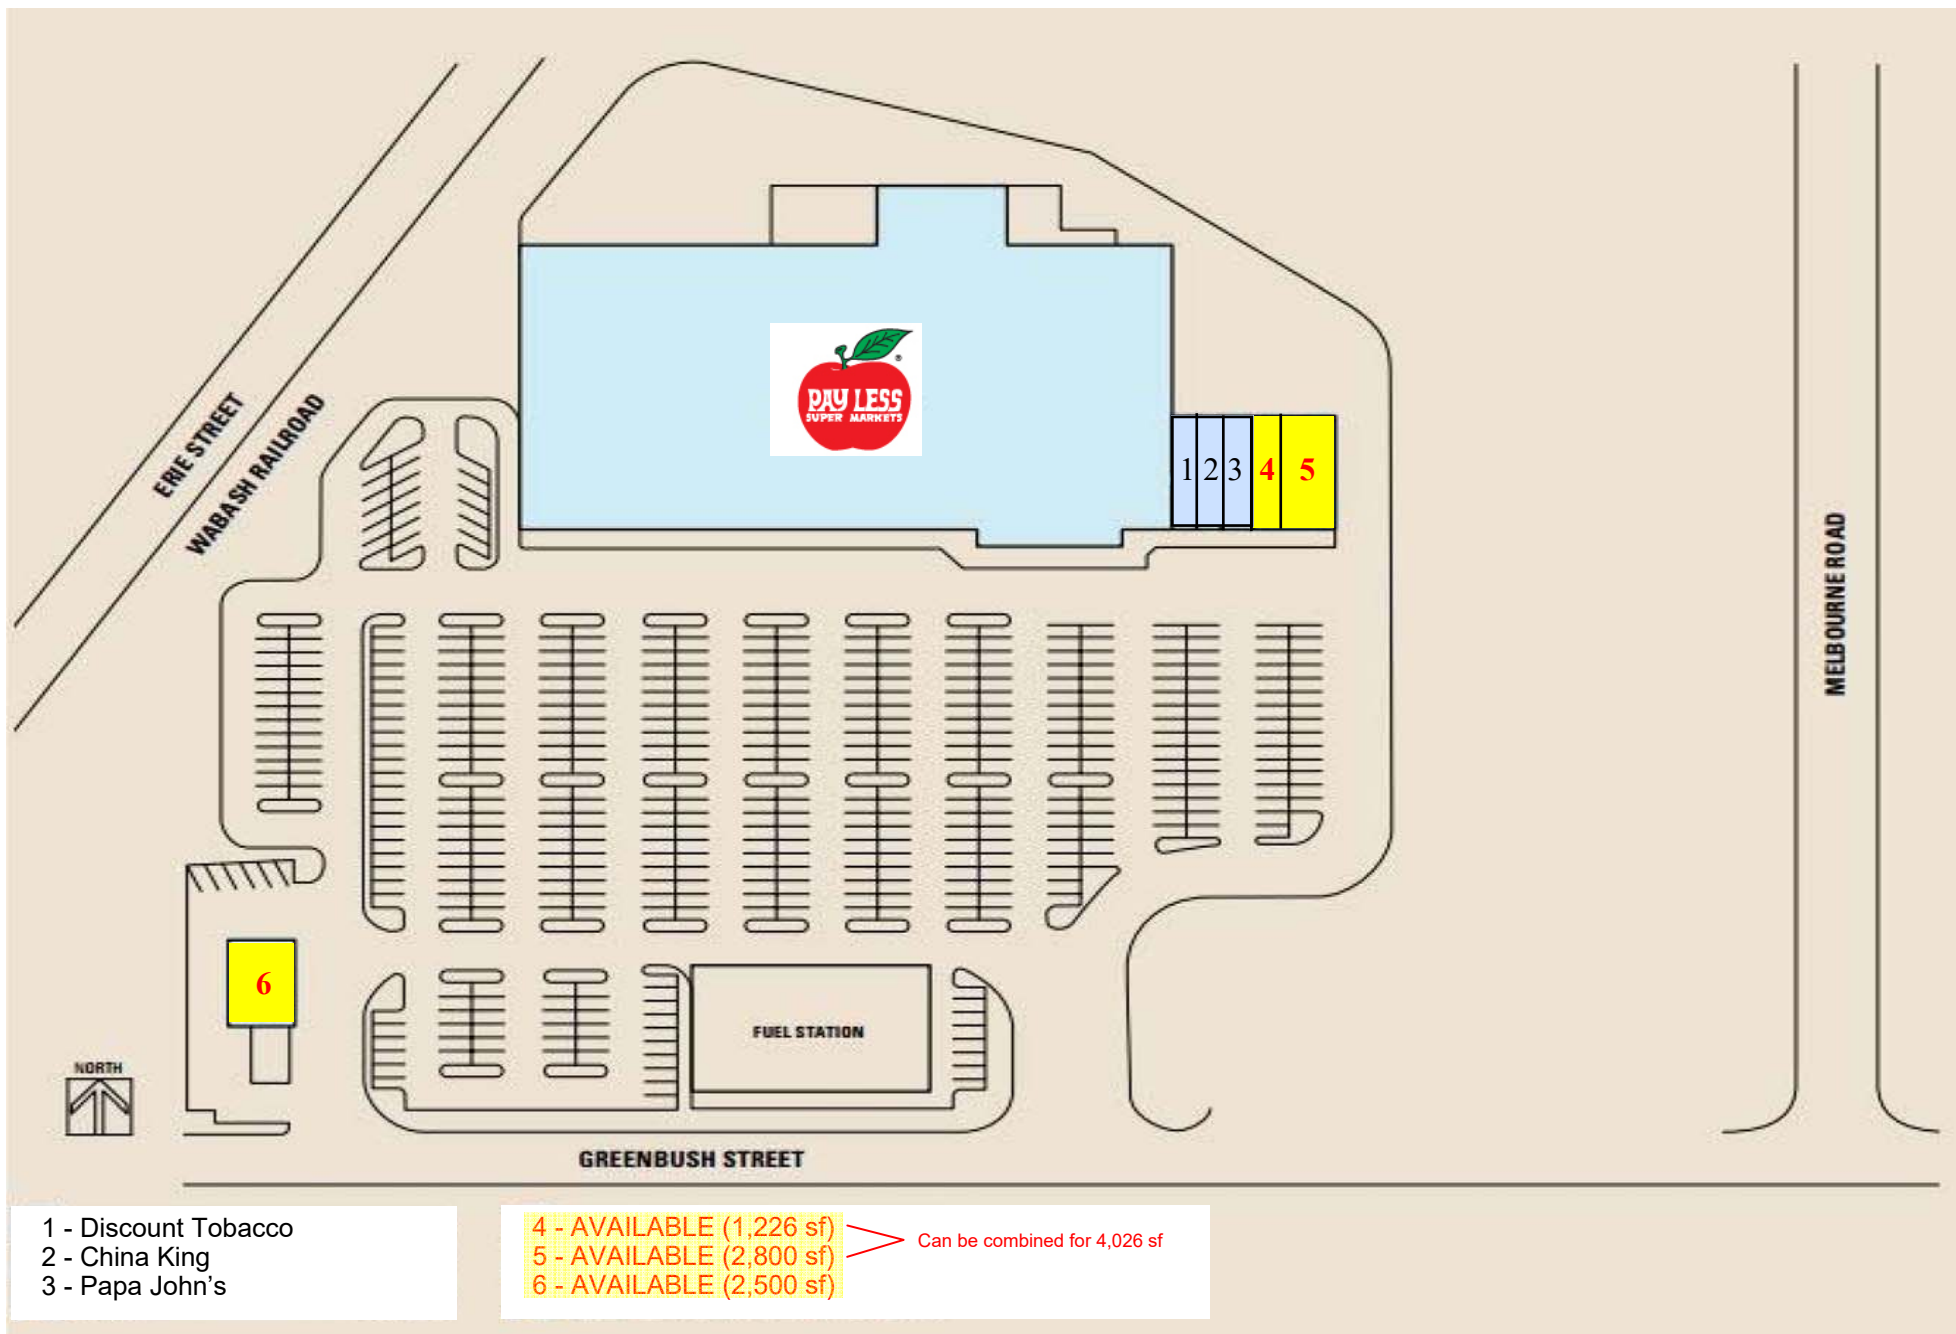 ERIE STREET
WABASH RAILROAD
PAY LESS
SUPER MARKETS
®
1
2
3
4
5
MELBOURNE ROAD
6
FUEL STATION
NORTH
GREENBUSH STREET
1 - Discount Tobacco
2 - China King
3 - Papa John’s
4 - AVAILABLE (1,226 sf)
5 - AVAILABLE (2,800 sf)
6 - AVAILABLE (2,500 sf)
Can be combined for 4,026 sf